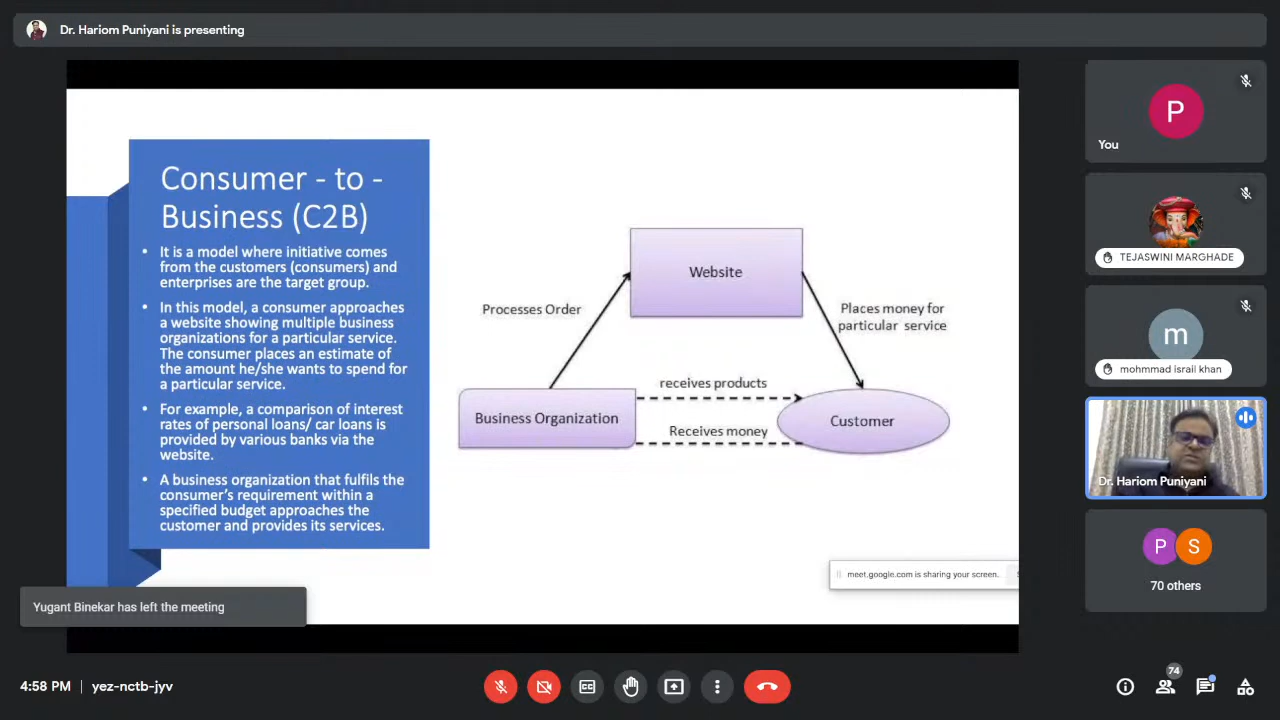 Dr. Hariom Puniyani is presenting
Consumer - to -
Business (C2B)
• It is a model where initiative comes
from the customers (consumers) and
enterprises are the target group.
• In this model, a consumer approaches
a website showing multiple business
organizations for a particular service.
The consumer places an estimate of
the amount he/she wants to spend for
a particular service.
• For example, a comparison of interest
rates of personal loans/ car loans is
provided by various banks via the
website.
• A business organization that fulfils the
consumer's requirement within a
specified budget approaches the
customer and provides its services.
Website
Processes Order
Places money for
particular service
receives products
Business Organization
Customer
Receives money
meet.google.com is sharing your screen.
Yugant Binekar has left the meeting
P
You
TEJASWINI MARGHADE
m
mohmmad israil khan
Dr. Hariom Puniyani
P S
70 others
4:58 PM | yez-nctb-jyv
74